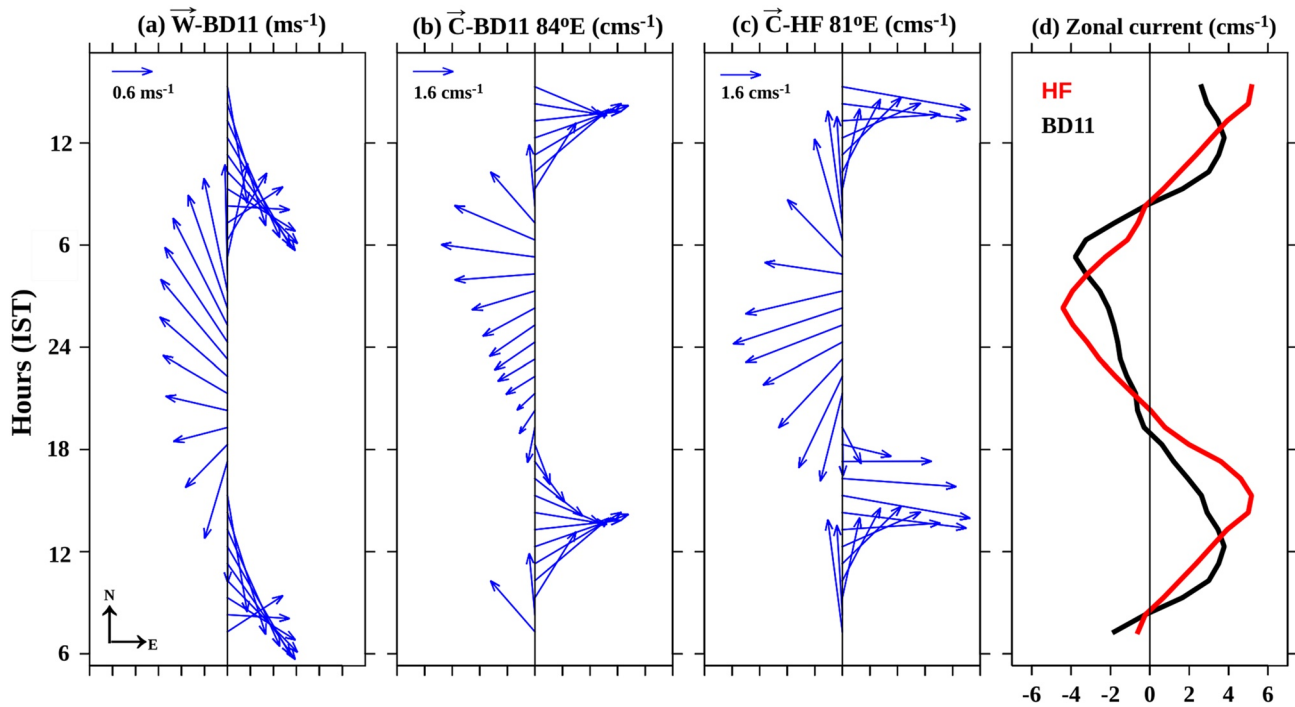 (a) W⃗-BD11 (ms⁻¹)
(b) C⃗-BD11 84ºE (cms⁻¹)
(c) C⃗-HF 81ºE (cms⁻¹)
(d) Zonal current (cms⁻¹)
0.6 ms⁻¹
1.6 cms⁻¹
1.6 cms⁻¹
HF
BD11
Hours (IST)
12
6
24
18
12
6
N
E
-6 -4 -2 0 2 4 6